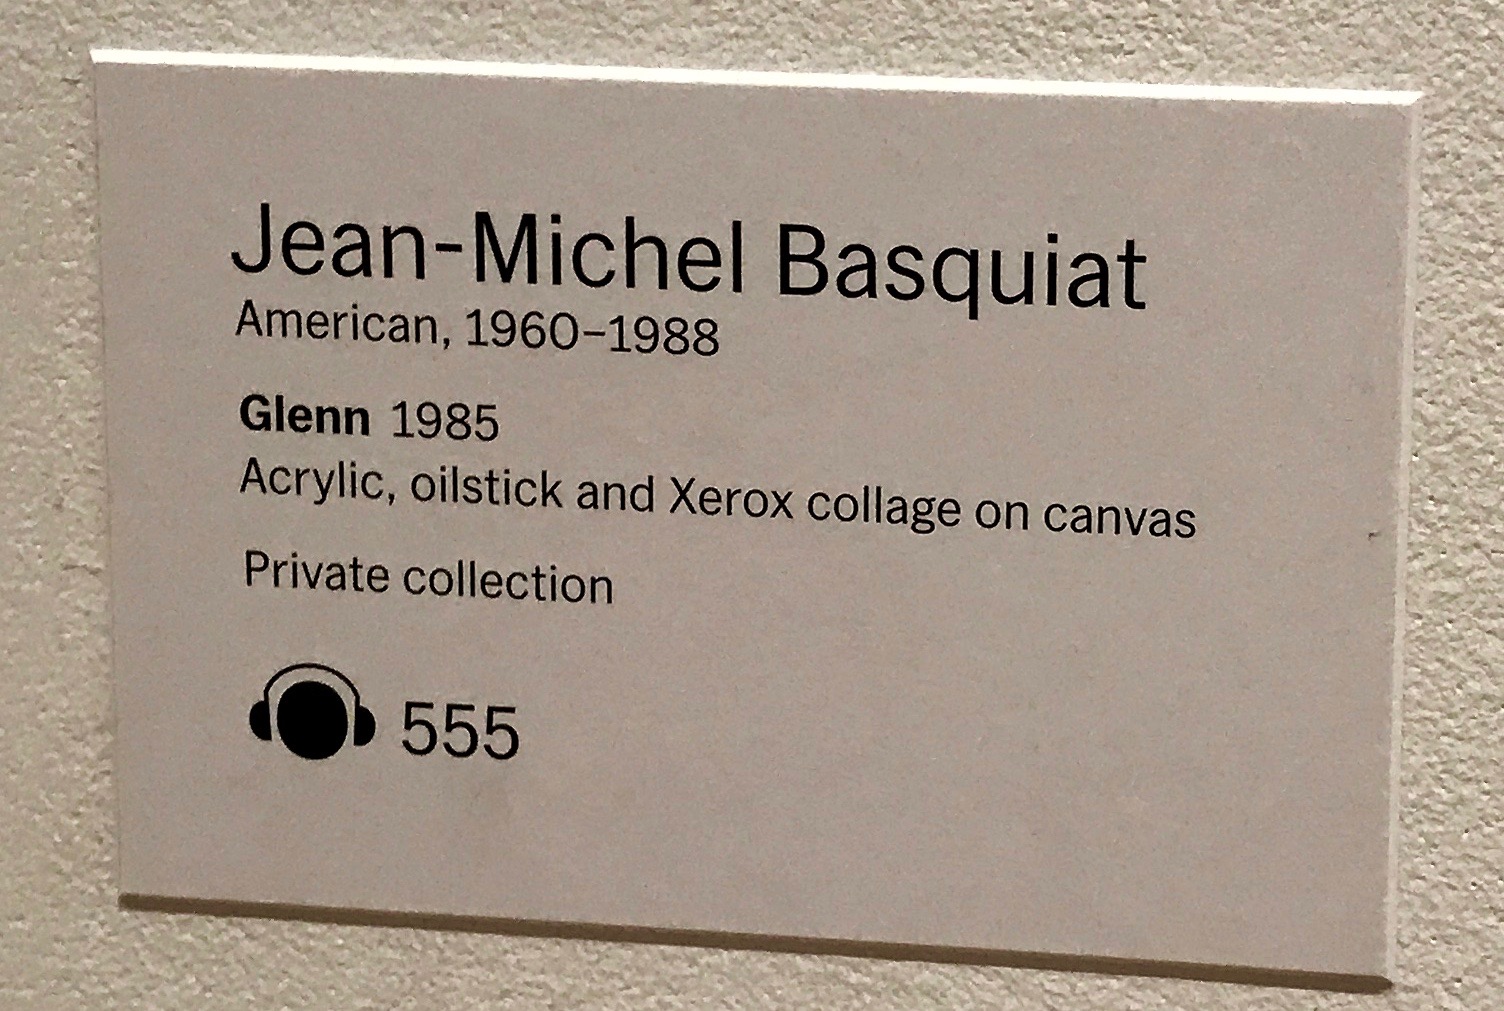 Jean-Michel Basquiat
American, 1960–1988
Glenn 1985
Acrylic, oilstick and Xerox collage on canvas
Private collection
555